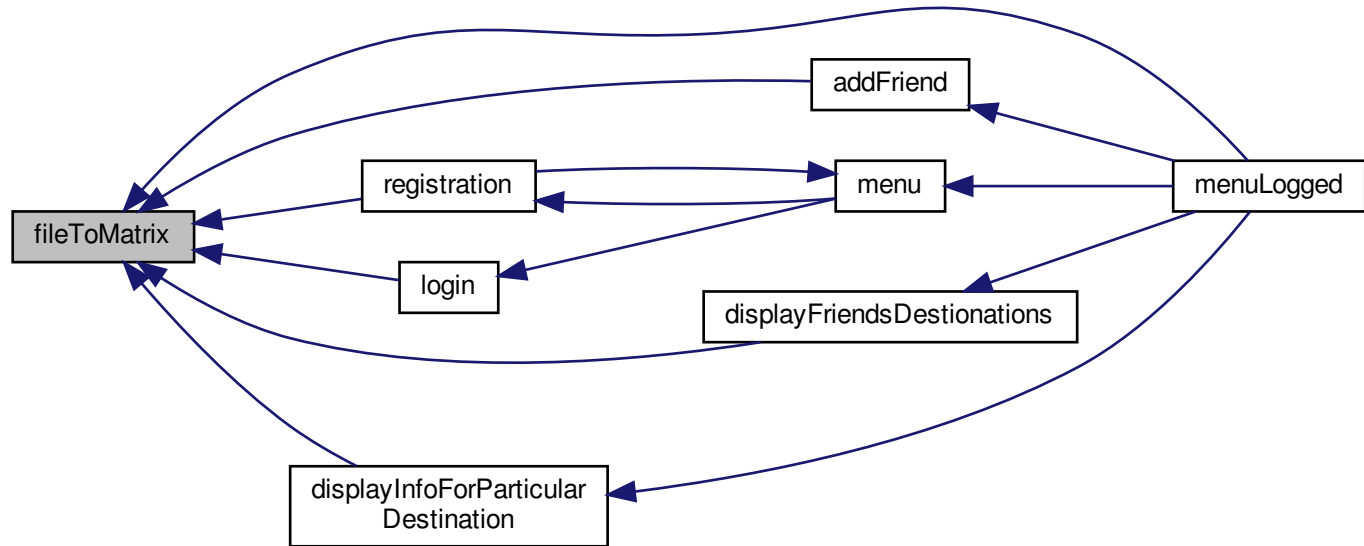 addFriend
registration
menu
menuLogged
fileToMatrix
login
displayFriendsDestionations
displayInfoForParticular
Destination